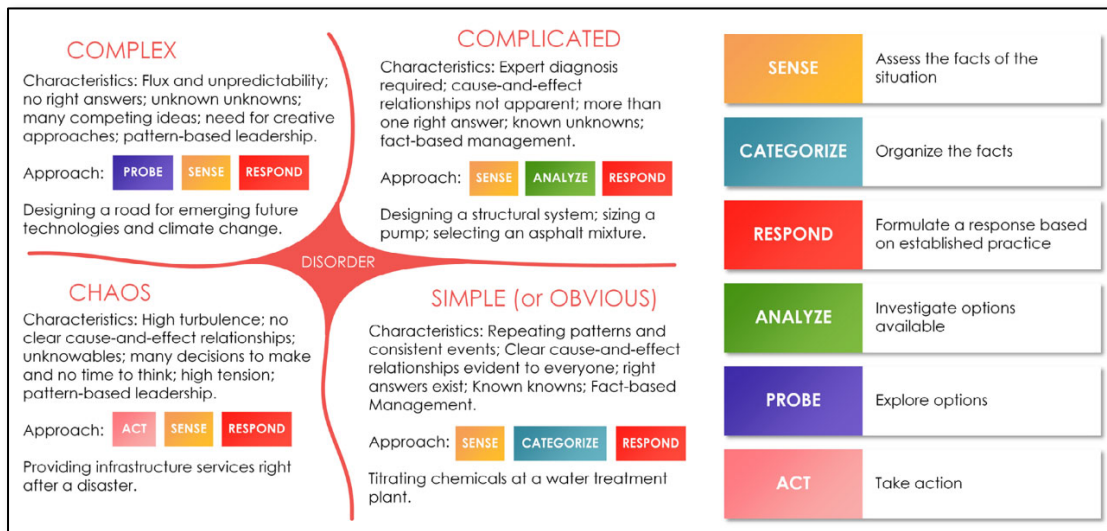 COMPLEX
Characteristics: Flux and unpredictability;
no right answers; unknown unknowns;
many competing ideas; need for creative
approaches; pattern-based leadership.
Approach: PROBE SENSE RESPOND
Designing a road for emerging future
technologies and climate change.
COMPLICATED
Characteristics: Expert diagnosis
required; cause-and-effect
relationships not apparent; more than
one right answer; known unknowns;
fact-based management.
Approach: SENSE ANALYZE RESPOND
Designing a structural system; sizing a
pump; selecting an asphalt mixture.
DISORDER
CHAOS
Characteristics: High turbulence; no
clear cause-and-effect relationships;
unknowables; many decisions to make
and no time to think; high tension;
pattern-based leadership.
Approach: ACT SENSE RESPOND
Providing infrastructure services right
after a disaster.
SIMPLE (or OBVIOUS)
Characteristics: Repeating patterns and
consistent events; Clear cause-and-effect
relationships evident to everyone; right
answers exist; Known knowns; Fact-based
Management.
Approach: SENSE CATEGORIZE RESPOND
Titrating chemicals at a water treatment
plant.
SENSE
Assess the facts of the
situation
CATEGORIZE
Organize the facts
RESPOND
Formulate a response based
on established practice
ANALYZE
Investigate options
available
PROBE
Explore options
ACT
Take action